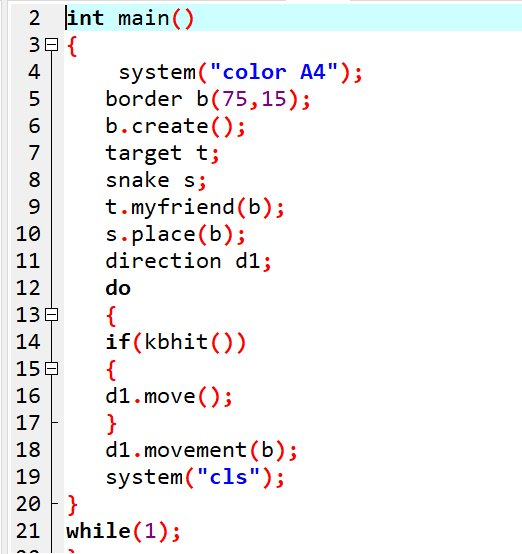 2 int main()
3 {
4 system("color A4");
5 border b(75,15);
6 b.create();
7 target t;
8 snake s;
9 t.myfriend(b);
10 s.place(b);
11 direction d1;
12 do
13 {
14 if(kbhit())
15 {
16 d1.move();
17 }
18 d1.movement(b);
19 system("cls");
20 }
21 while(1);